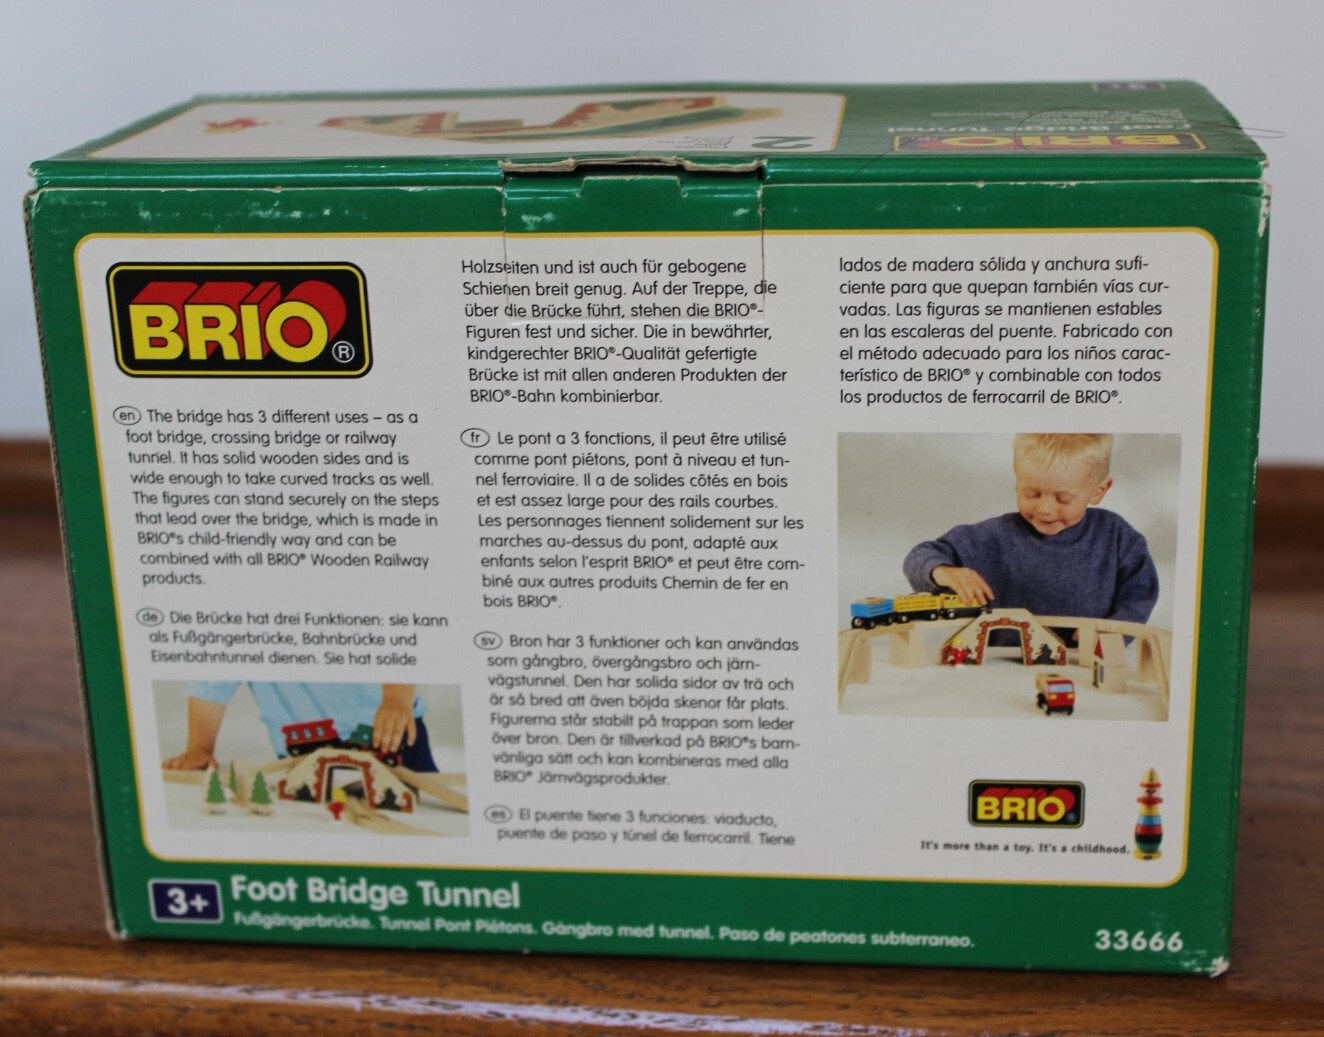 BRIO
Foot Bridge Tunnel
2
BRIO®
en The bridge has 3 different uses – as a
foot bridge, crossing bridge or railway
tunnel. It has solid wooden sides and is
wide enough to take curved tracks as well.
The figures can stand securely on the steps
that lead over the bridge, which is made in
BRIO®s child-friendly way and can be
combined with all BRIO® Wooden Railway
products.
de Die Brücke hat drei Funktionen: sie kann
als Fußgängerbrücke, Bahnbrücke und
Eisenbahntunnel dienen. Sie hat solide
Holzseiten und ist auch für gebogene
Schienen breit genug. Auf der Treppe, die
über die Brücke führt, stehen die BRIO®-
Figuren fest und sicher. Die in bewährter,
kindgerechter BRIO®-Qualität gefertigte
Brücke ist mit allen anderen Produkten der
BRIO®-Bahn kombinierbar.
fr Le pont a 3 fonctions, il peut être utilisé
comme pont piétons, pont à niveau et tun-
nel ferroviaire. Il a de solides côtés en bois
et est assez large pour des rails courbes.
Les personnages tiennent solidement sur les
marches au-dessus du pont, adapté aux
enfants selon l'esprit BRIO® et peut être com-
biné aux autres produits Chemin de fer en
bois BRIO®.
sv Bron har 3 funktioner och kan användas
som gångbro, övergångsbro och järn-
vägstunnel. Den har solida sidor av trä och
är så bred att även böjda skenor får plats.
Figurerna står stabilt på trappan som leder
över bron. Den är tillverkad på BRIO®s barn-
vänliga sätt och kan kombineras med alla
BRIO® Järnvägsprodukter.
es El puente tiene 3 funciones: viaducto,
puente de paso y túnel de ferrocarril. Tiene
lados de madera sólida y anchura sufi-
ciente para que quepan también vías cur-
vadas. Las figuras se mantienen estables
en las escaleras del puente. Fabricado con
el método adecuado para los niños carac-
terístico de BRIO® y combinable con todos
los productos de ferrocarril de BRIO®.
BRIO®
It's more than a toy. It's a childhood.
3+
Foot Bridge Tunnel
Fußgängerbrücke. Tunnel Pont Piétons. Gångbro med tunnel. Paso de peatones subterraneo.
33666